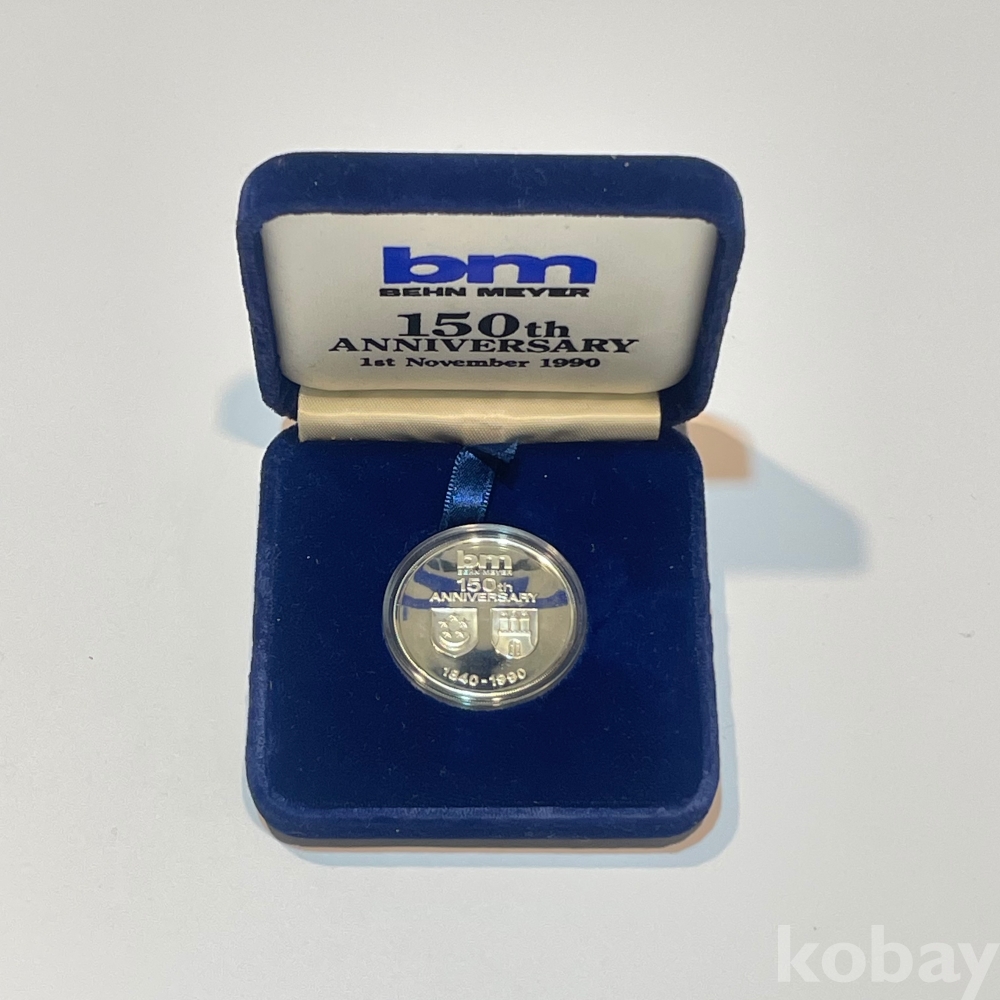 bm
BEHN MEYER
150th
ANNIVERSARY
1st November 1990
bm
BEHN MEYER
150th
ANNIVERSARY
1840-1990
kobay